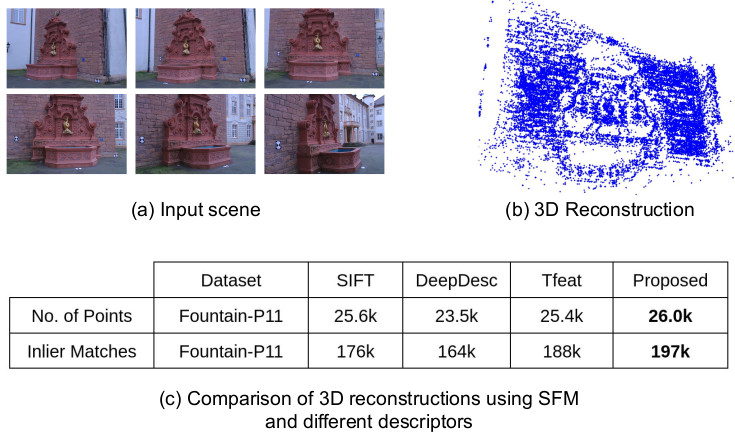 (a) Input scene
(b) 3D Reconstruction
Dataset SIFT DeepDesc Tfeat Proposed
No. of Points Fountain-P11 25.6k 23.5k 25.4k 26.0k
Inlier Matches Fountain-P11 176k 164k 188k 197k
(c) Comparison of 3D reconstructions using SFM
and different descriptors